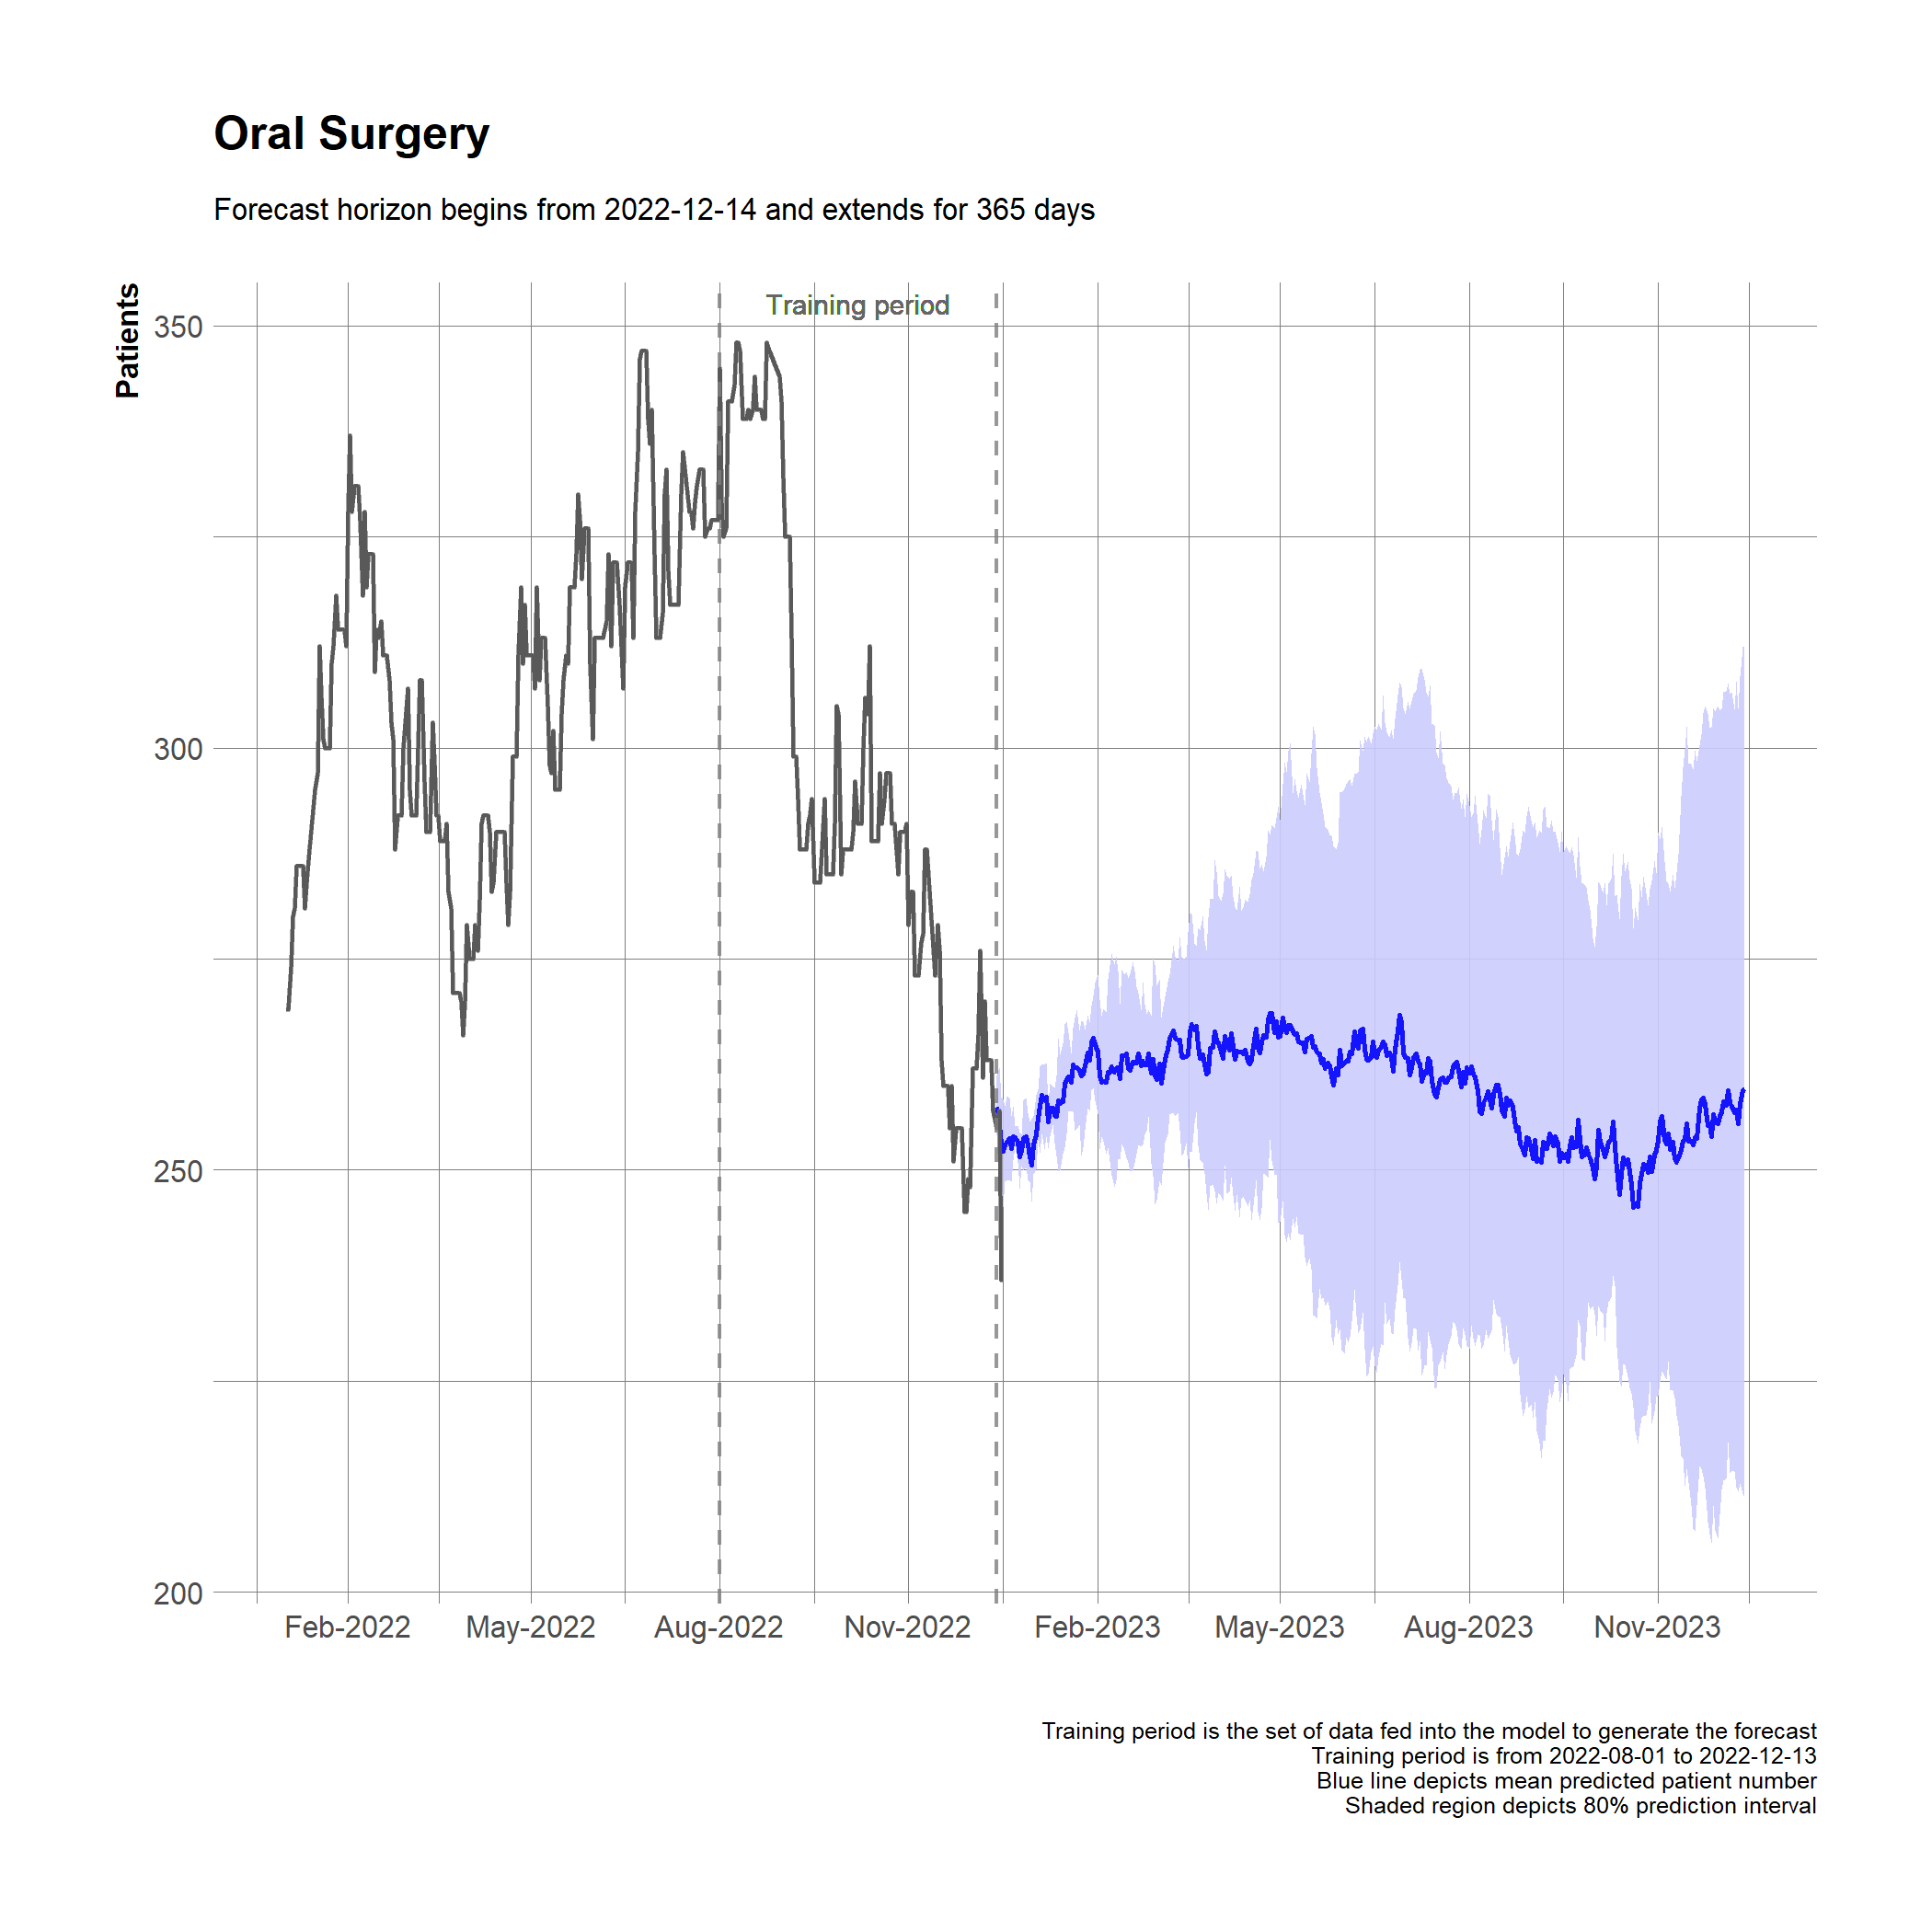 Oral Surgery
Forecast horizon begins from 2022-12-14 and extends for 365 days
Patients
Training period
350
300
250
200
Feb-2022 May-2022 Aug-2022 Nov-2022 Feb-2023 May-2023 Aug-2023 Nov-2023
Training period is the set of data fed into the model to generate the forecast
Training period is from 2022-08-01 to 2022-12-13
Blue line depicts mean predicted patient number
Shaded region depicts 80% prediction interval